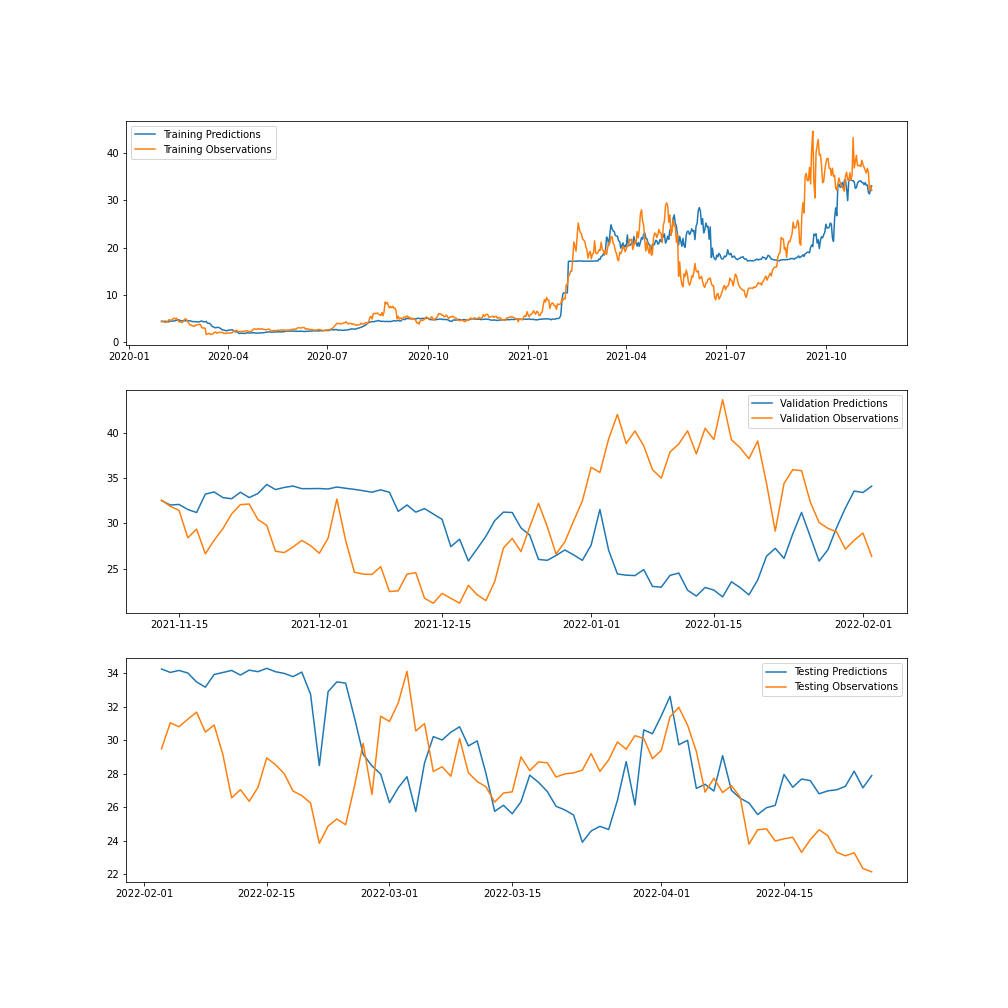 Training Predictions
Training Observations
40
30
20
10
0
2020-01 2020-04 2020-07 2020-10 2021-01 2021-04 2021-07 2021-10
Validation Predictions
Validation Observations
40
35
30
25
2021-11-15 2021-12-01 2021-12-15 2022-01-01 2022-01-15 2022-02-01
Testing Predictions
Testing Observations
34
32
30
28
26
24
22
2022-02-01 2022-02-15 2022-03-01 2022-03-15 2022-04-01 2022-04-15